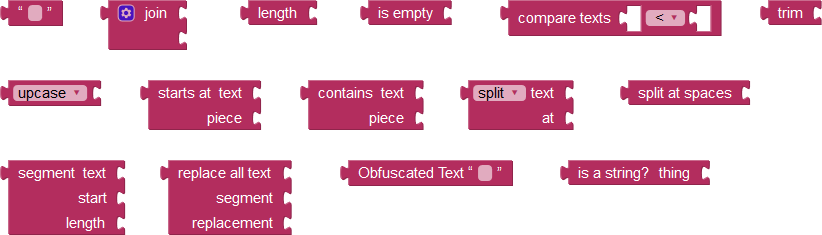 “ ”
join
length
is empty
compare texts <
trim
upcase
starts at text
piece
contains text
piece
split text
at
split at spaces
segment text
start
length
replace all text
segment
replacement
Obfuscated Text “ ”
is a string? thing